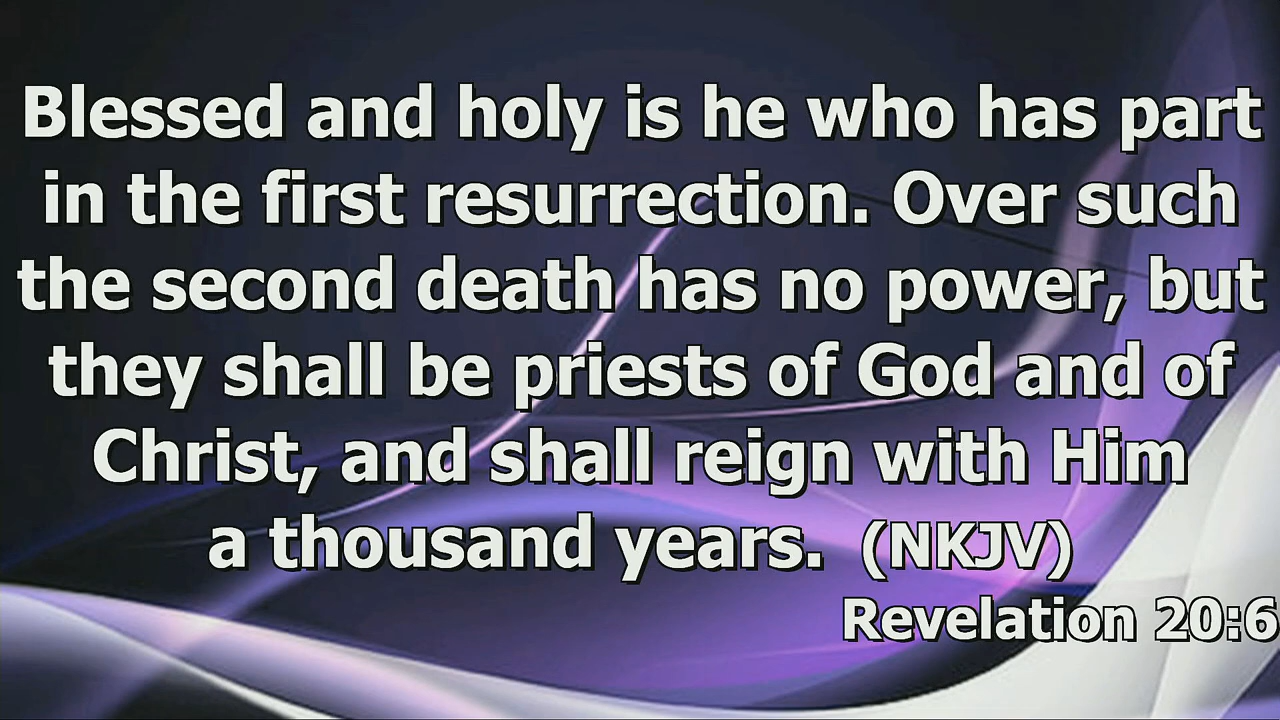 Blessed and holy is he who has part
in the first resurrection. Over such
the second death has no power, but
they shall be priests of God and of
Christ, and shall reign with Him
a thousand years. (NKJV)
Revelation 20:6